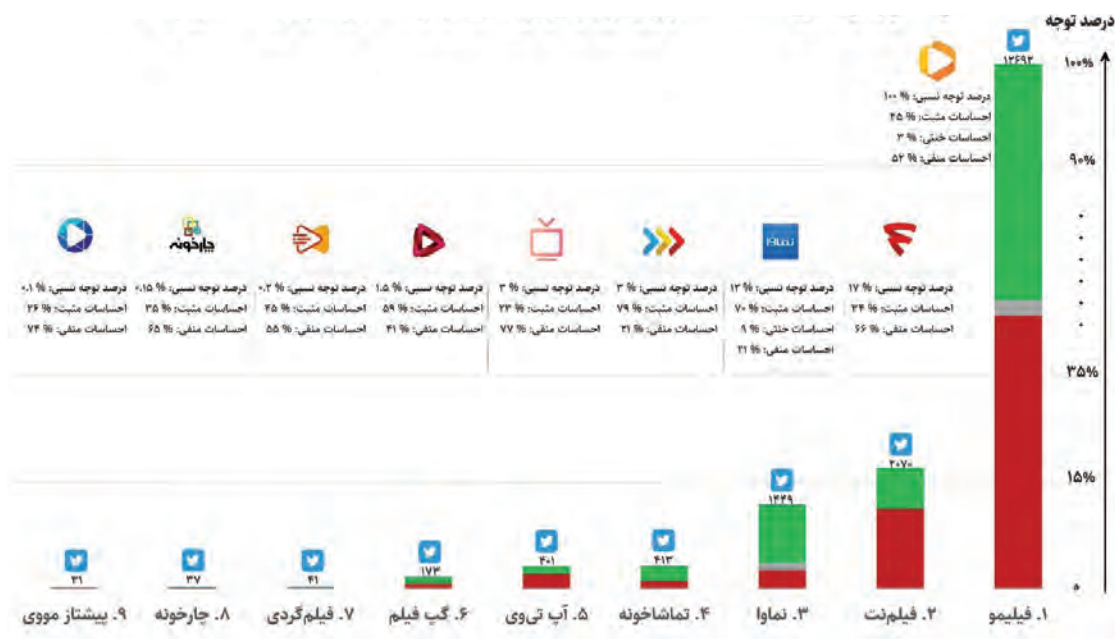 درصد توجه
۱۰۰%
۹۰%
۳۵%
۱۵%
۰
۱۲۶۹۲
درصد توجه نسبی: % ۱۰۰
احساسات مثبت: % ۴۵
احساسات خنثی: % ۳
احساسات منفی: % ۵۲
درصد توجه نسبی: % ۱۷
احساسات مثبت: % ۳۴
احساسات منفی: % ۶۶
نماوا
درصد توجه نسبی: % ۱۲
احساسات مثبت: % ۷۰
احساسات خنثی: % ۹
احساسات منفی: % ۲۱
درصد توجه نسبی: % ۳
احساسات مثبت: % ۷۹
احساسات منفی: % ۲۱
درصد توجه نسبی: % ۳
احساسات مثبت: % ۲۳
احساسات منفی: % ۷۷
درصد توجه نسبی: % ۱.۵
احساسات مثبت: % ۵۹
احساسات منفی: % ۴۱
درصد توجه نسبی: % ۰.۳
احساسات مثبت: % ۴۵
احساسات منفی: % ۵۵
چارخونه
درصد توجه نسبی: % ۰.۱۵
احساسات مثبت: % ۳۵
احساسات منفی: % ۶۵
درصد توجه نسبی: % ۰.۱
احساسات مثبت: % ۲۶
احساسات منفی: % ۷۴
۲۰۷۰
۱۴۴۹
۴۱۳
۴۰۱
۱۷۳
۴۱
۳۷
۳۱
۱. فیلیمو
۲. فیلم‌نت
۳. نماوا
۴. تماشاخونه
۵. آپ تی‌وی
۶. گپ فیلم
۷. فیلم‌گردی
۸. چارخونه
۹. پیشتاز مووی